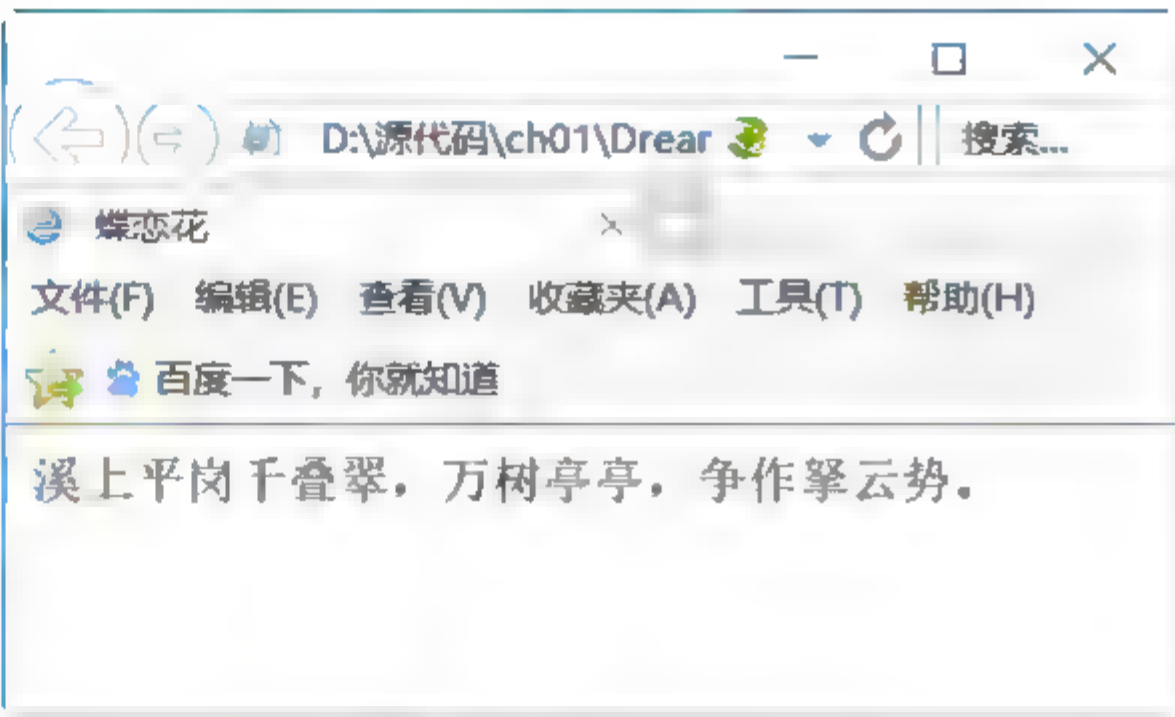 D:\源代码\ch01\Drear 搜索...
蝶恋花
文件(F) 编辑(E) 查看(V) 收藏夹(A) 工具(T) 帮助(H)
百度一下，你就知道
溪上平岗千叠翠，万树亭亭，争作拏云势。